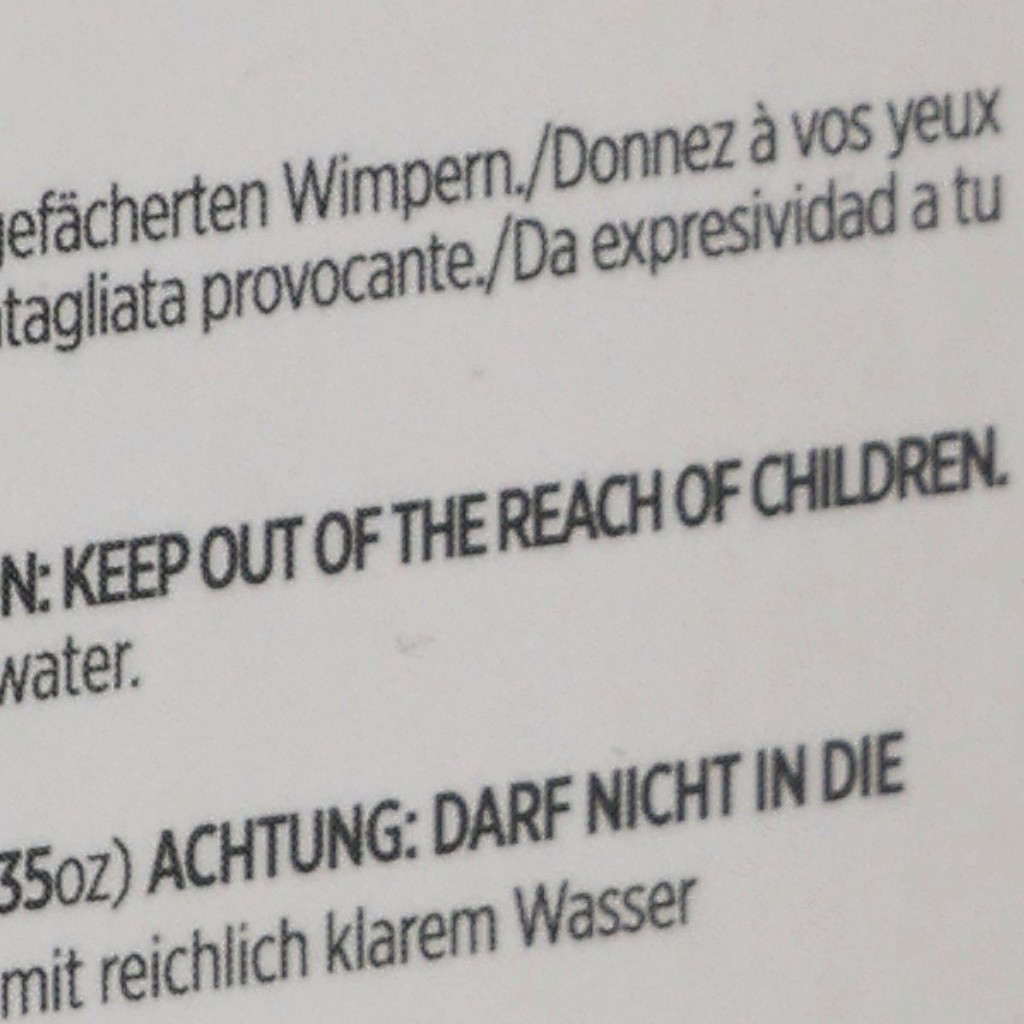 gefächerten Wimpern./Donnez à vos yeux
tagliata provocante./Da expresividad a tu
N: KEEP OUT OF THE REACH OF CHILDREN.
water.
35oz) ACHTUNG: DARF NICHT IN DIE
mit reichlich klarem Wasser